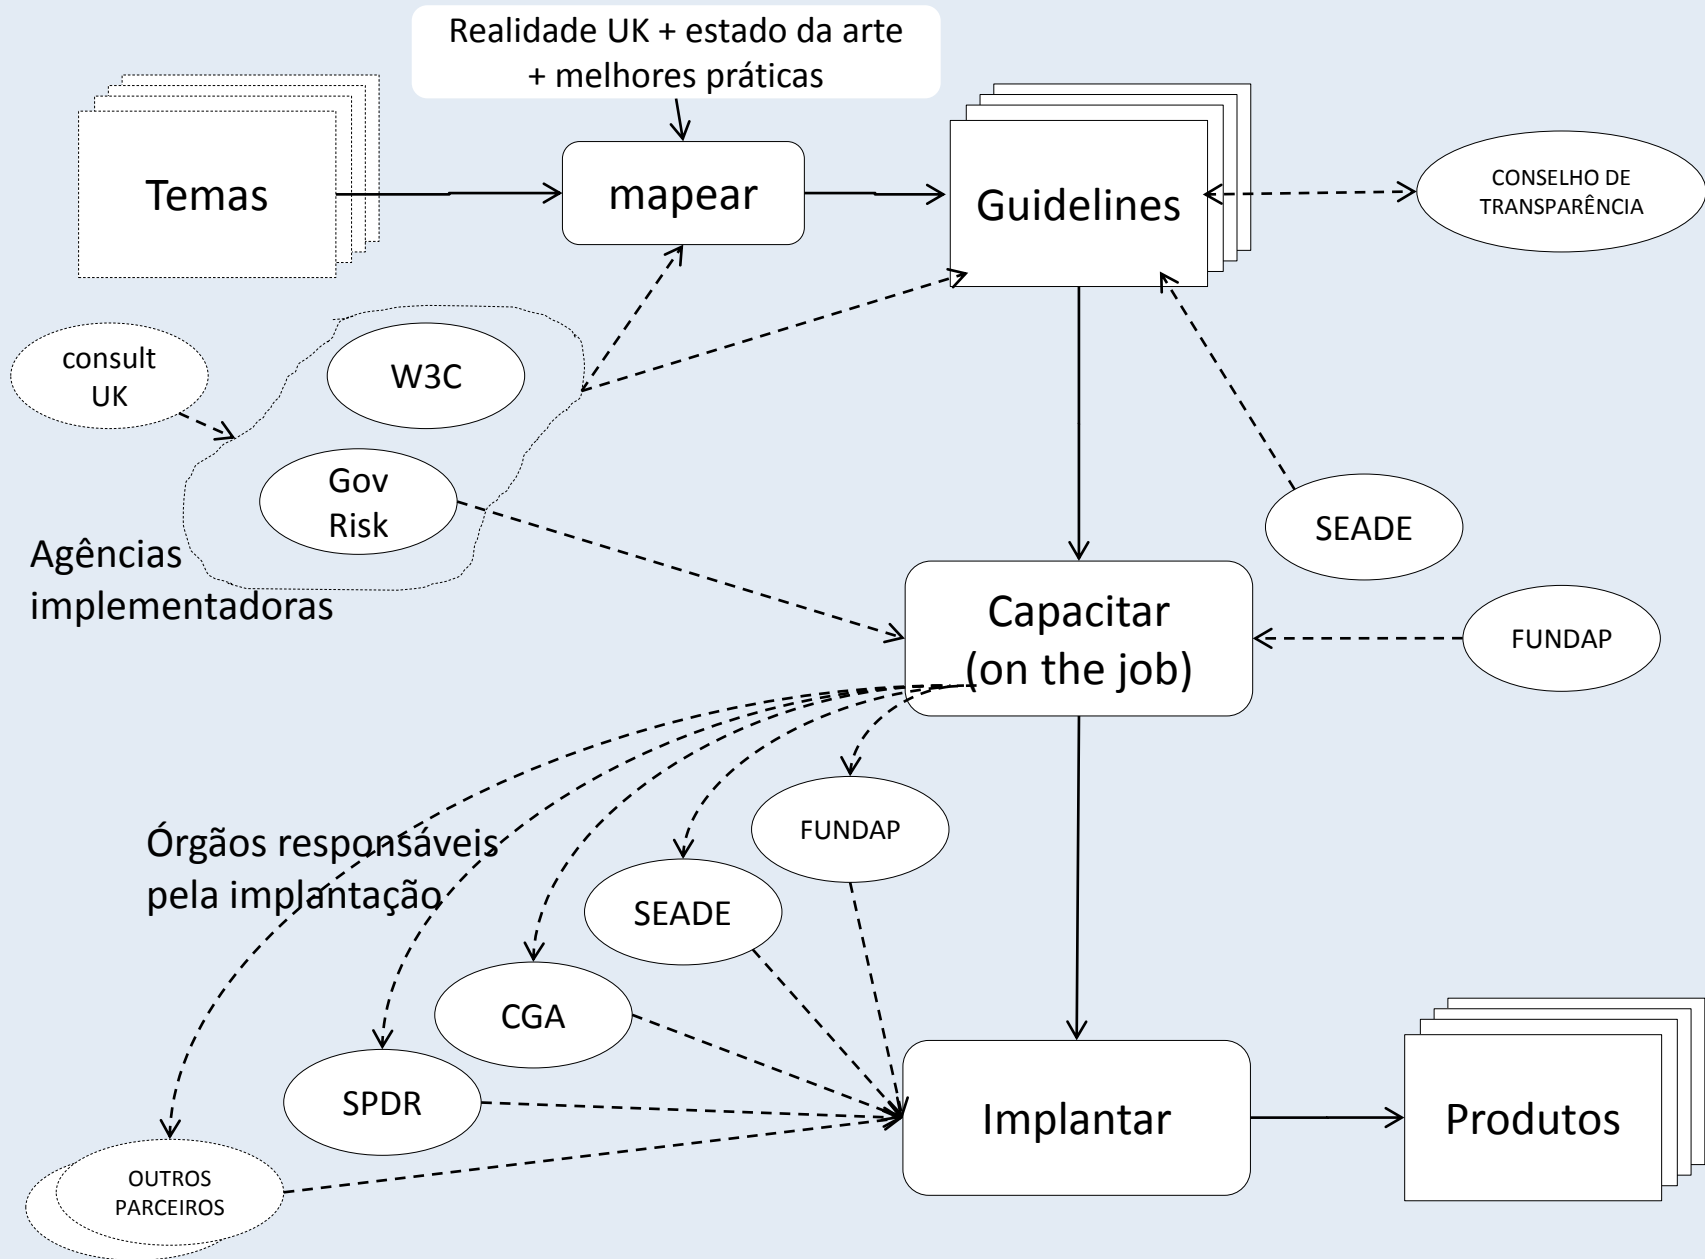 Realidade UK + estado da arte
+ melhores práticas
Temas
mapear
Guidelines
CONSELHO DE
TRANSPARÊNCIA
consult
UK
W3C
Gov
Risk
SEADE
Agências
implementadoras
Capacitar
(on the job)
FUNDAP
FUNDAP
Órgãos responsáveis
pela implantação
SEADE
CGA
SPDR
Implantar
Produtos
OUTROS
PARCEIROS